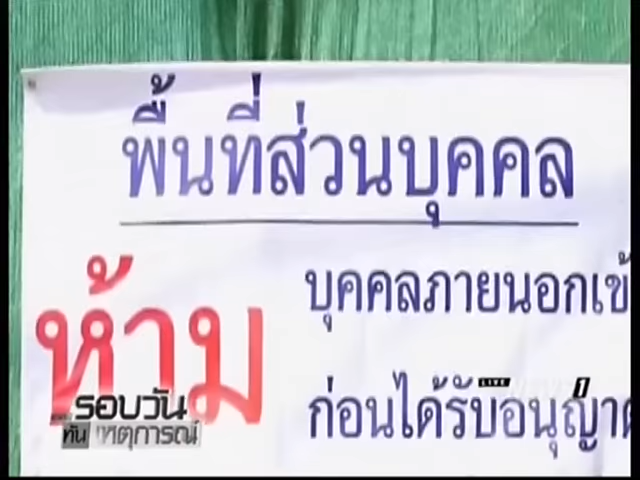 พื้นที่ส่วนบุคคล
ห้าม
บุคคลภายนอกเข้
ก่อนได้รับอนุญาต
รอบวัน
ทันเหตุการณ์
LIVE
1